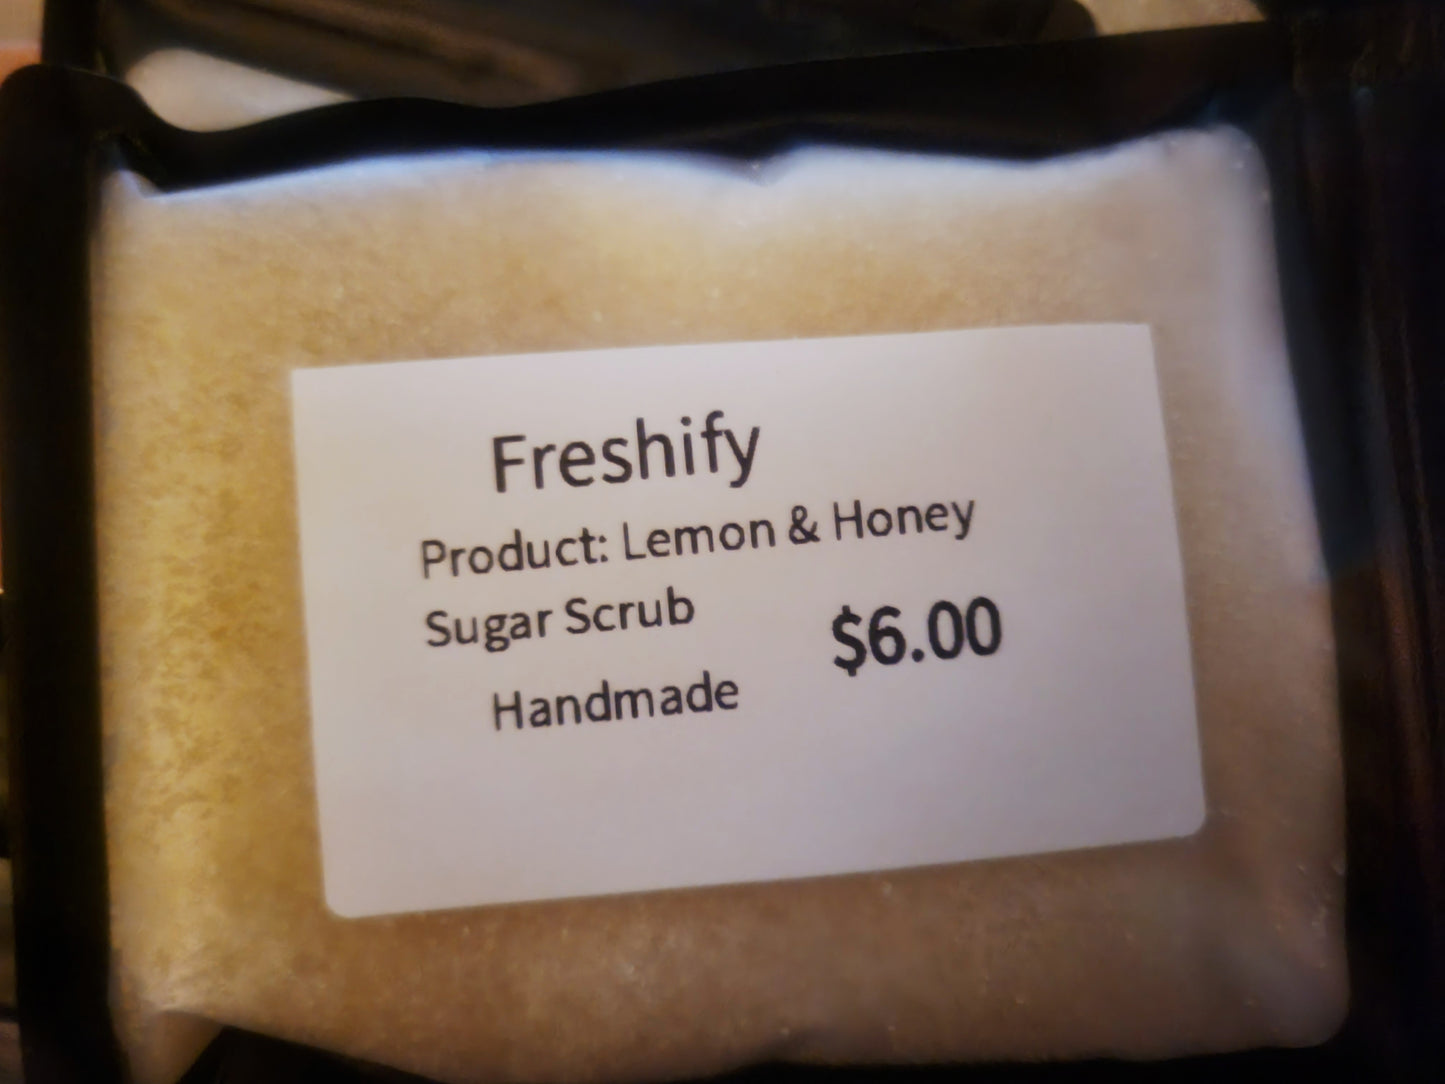 Freshify
Product: Lemon & Honey
Sugar Scrub
$6.00
Handmade